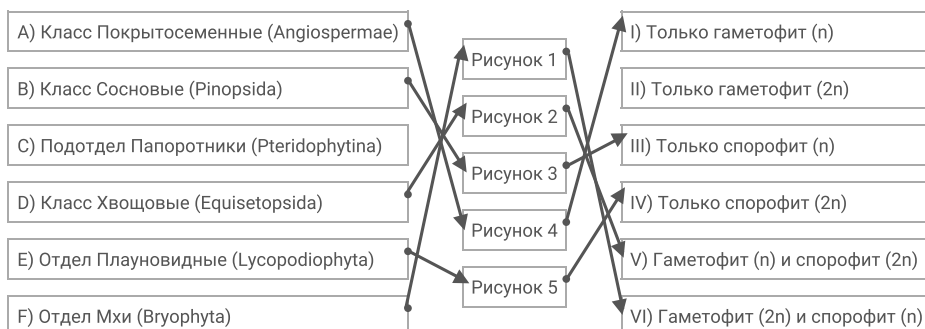 A) Класс Покрытосеменные (Angiospermae)
B) Класс Сосновые (Pinopsida)
C) Подотдел Папоротники (Pteridophytina)
D) Класс Хвощовые (Equisetopsida)
E) Отдел Плауновидные (Lycopodiophyta)
F) Отдел Мхи (Bryophyta)
Рисунок 1
Рисунок 2
Рисунок 3
Рисунок 4
Рисунок 5
I) Только гаметофит (n)
II) Только гаметофит (2n)
III) Только спорофит (n)
IV) Только спорофит (2n)
V) Гаметофит (n) и спорофит (2n)
VI) Гаметофит (2n) и спорофит (n)